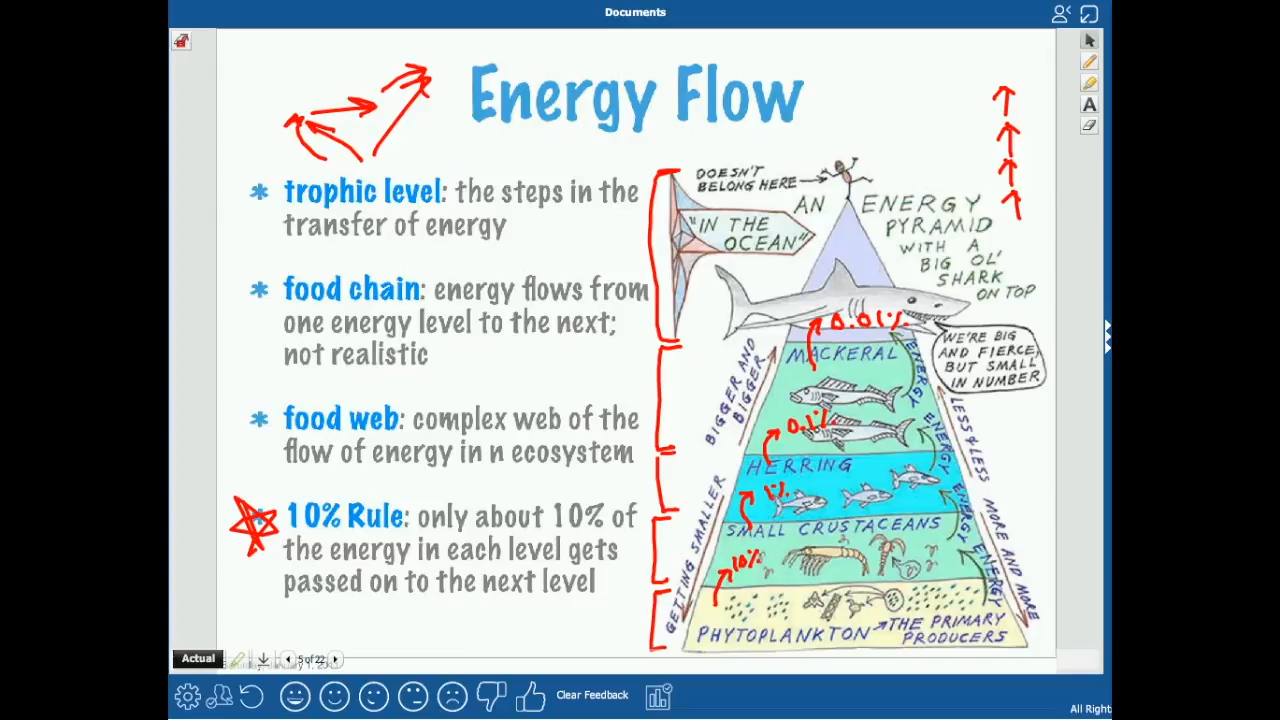 Documents
Energy Flow
* trophic level: the steps in the
transfer of energy
* food chain: energy flows from
one energy level to the next;
not realistic
* food web: complex web of the
flow of energy in n ecosystem
* 10% Rule: only about 10% of
the energy in each level gets
passed on to the next level
DOESN'T
BELONG HERE
"IN THE
OCEAN"
AN ENERGY
PYRAMID
WITH A
BIG OL'
SHARK
ON TOP
0.01%
WE'RE BIG
AND FIERCE,
BUT SMALL
IN NUMBER
MACKERAL
BIGGER AND
BIGGER
ENERGY
0.1%
ENERGY
LESS & LESS
HERRING
1%
ENERGY
SMALL CRUSTACEANS
GETTING SMALLER
MORE AND MORE
10%
ENERGY
PHYTOPLANKTON
THE PRIMARY
PRODUCERS
A
Actual
5 of 22
Clear Feedback
All Right